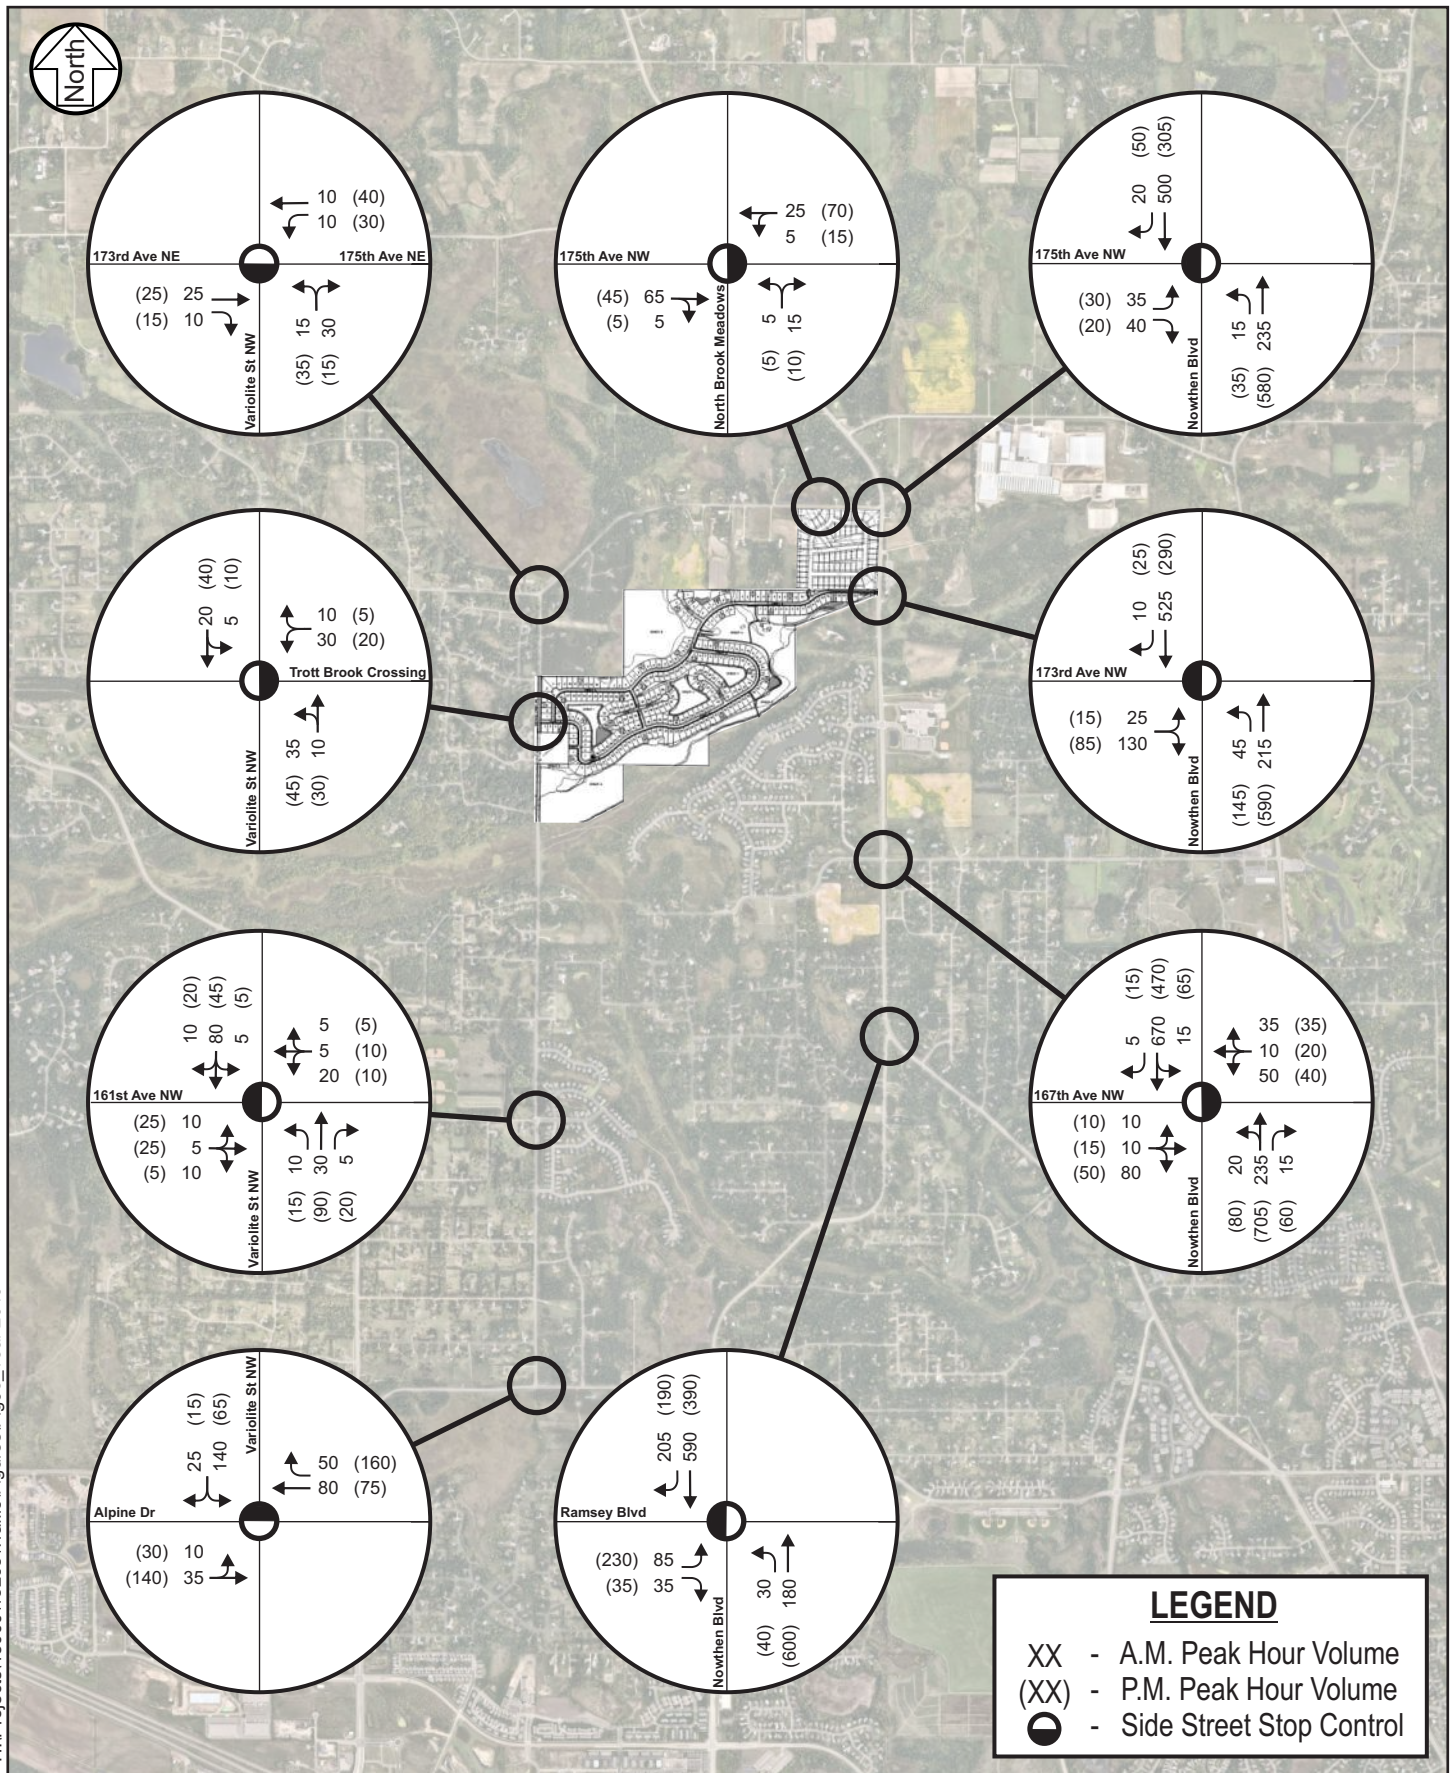 North
10 (40)
10 (30)
173rd Ave NE
175th Ave NE
(25) 25
(15) 10
15 30
(35) (15)
Variolite St NW
25 (70)
5 (15)
175th Ave NW
(45) 65
(5) 5
5 15
(5) (10)
North Brook Meadows
(50) (305)
20 500
175th Ave NW
(30) 35
(20) 40
15 235
(35) (580)
Nowthen Blvd
(40) (10)
20 5
10 (5)
30 (20)
Trott Brook Crossing
35 10
(45) (30)
Variolite St NW
(25) (290)
10 525
173rd Ave NW
(15) 25
(85) 130
45 215
(145) (590)
Nowthen Blvd
(20) (45) (5)
10 80 5
5 (5)
5 (10)
20 (10)
161st Ave NW
(25) 10
(25) 5
(5) 10
10 30 5
(15) (90) (20)
Variolite St NW
(15) (470) (65)
5 670 15
35 (35)
10 (20)
50 (40)
167th Ave NW
(10) 10
(15) 10
(50) 80
20 235 15
(80) (705) (60)
Nowthen Blvd
Variolite St NW
(15) (65)
25 140
50 (160)
80 (75)
Alpine Dr
(30) 10
(140) 35
(190) (390)
205 590
Ramsey Blvd
(230) 85
(35) 35
30 180
(40) (600)
Nowthen Blvd
LEGEND
XX - A.M. Peak Hour Volume
(XX) - P.M. Peak Hour Volume
- Side Street Stop Control